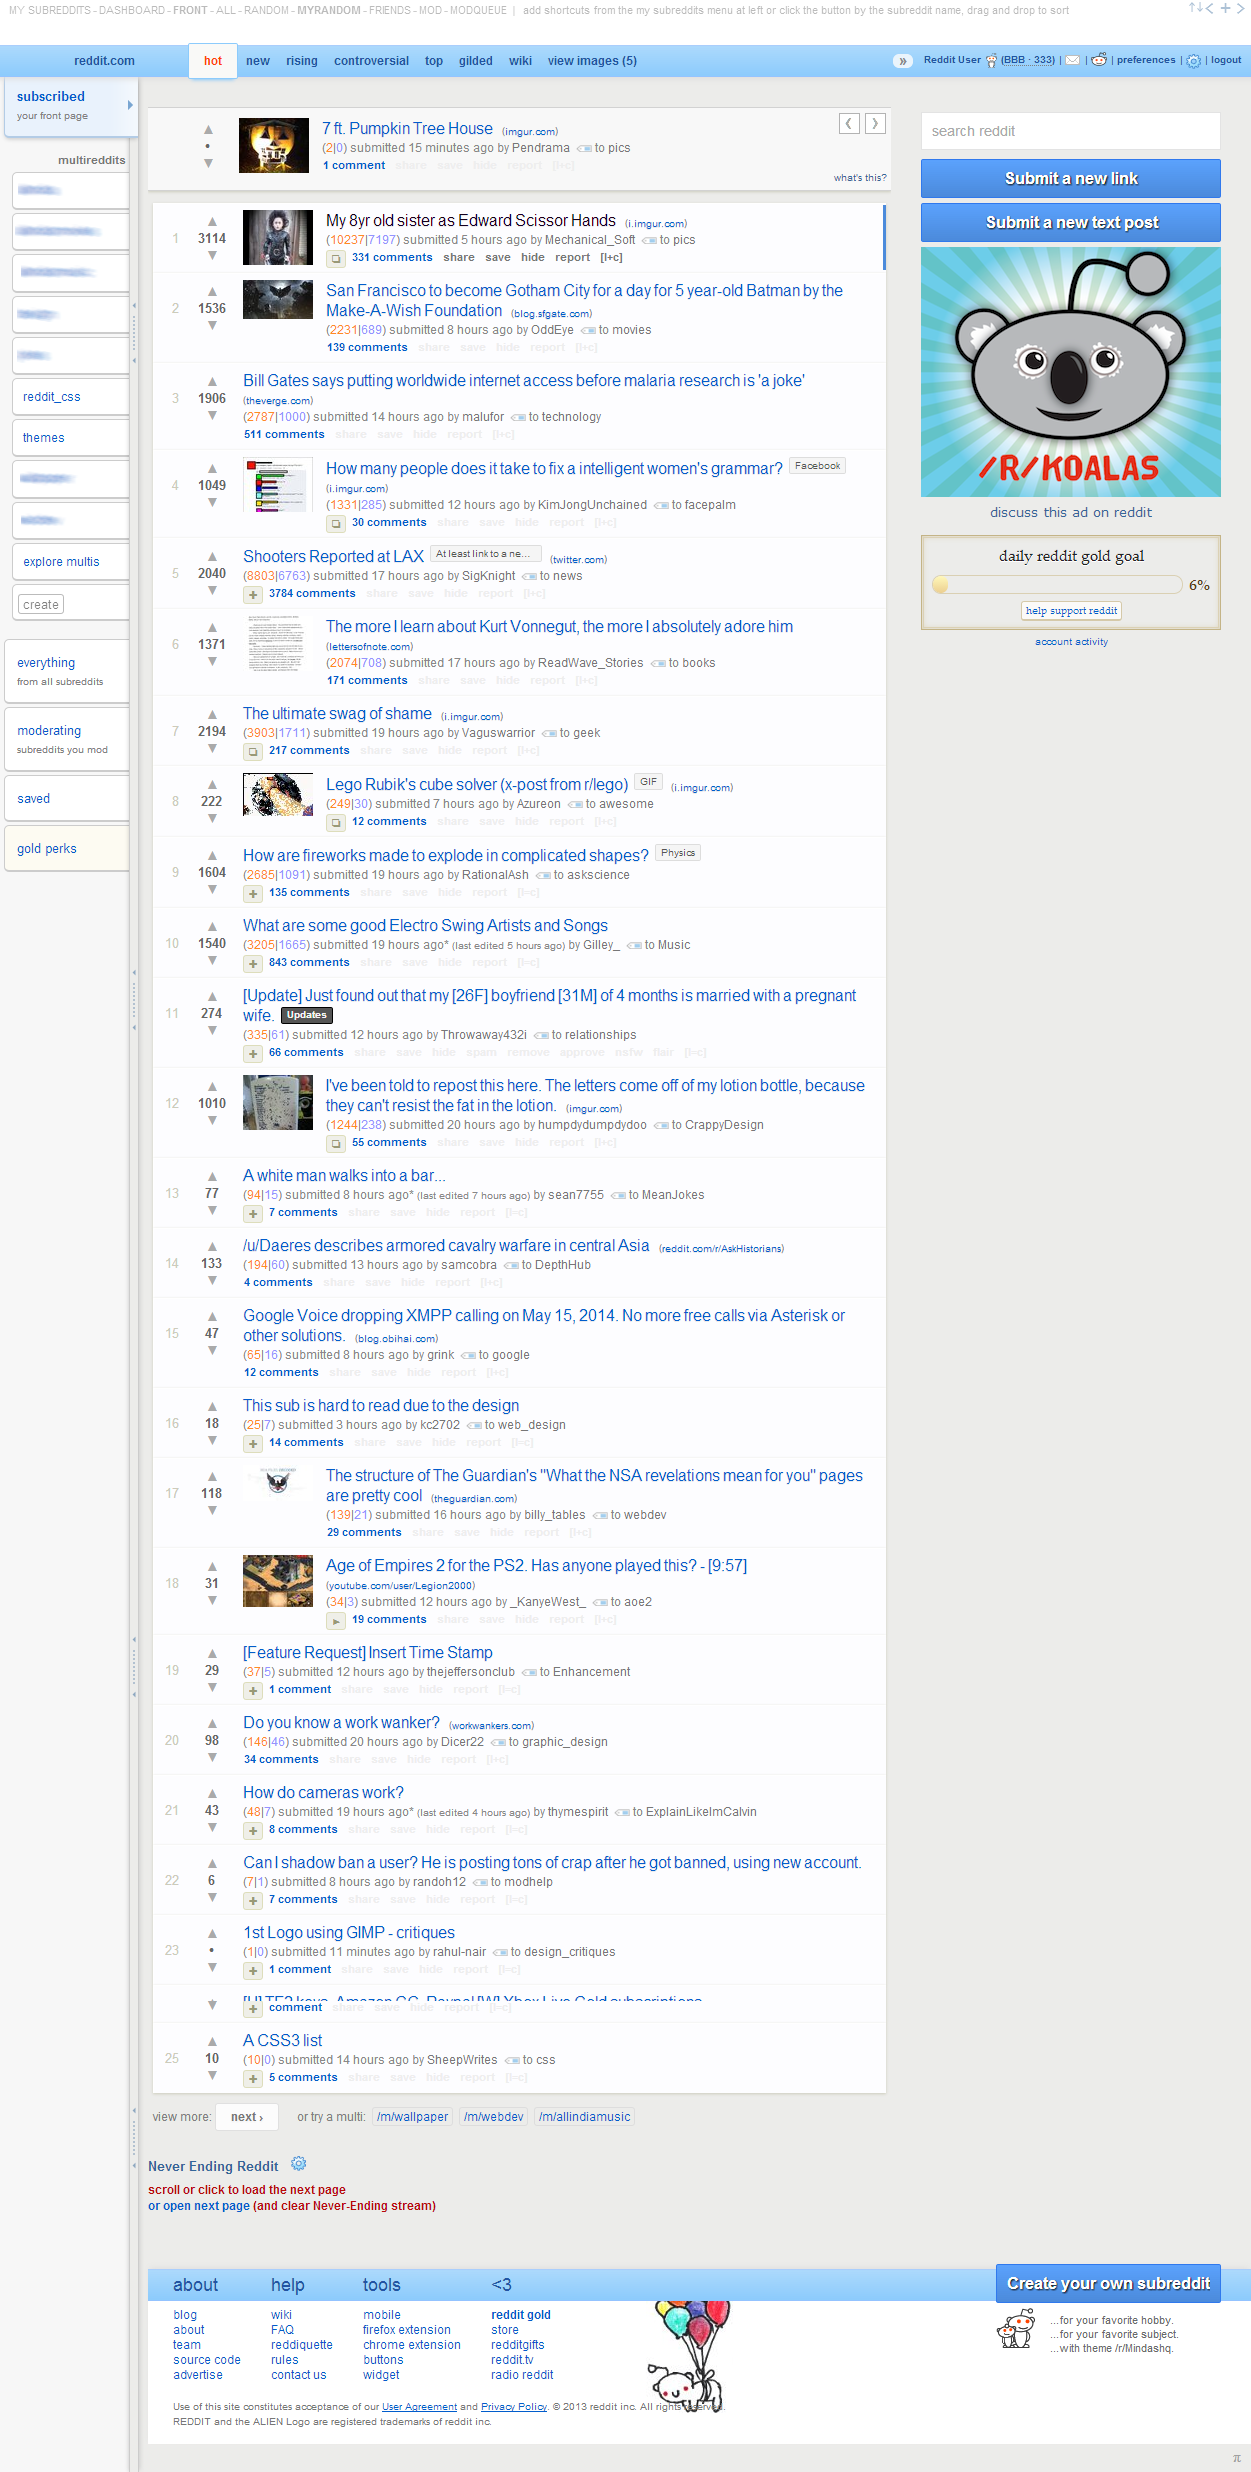 MY SUBREDDITS - DASHBOARD - FRONT - ALL - RANDOM - MYRANDOM - FRIENDS - MOD - MODQUEUE | add shortcuts from the my subreddits menu at left or click the button by the subreddit name, drag and drop to sort
reddit.com hot new rising controversial top gilded wiki view images (5) Reddit User (BBB · 333) | | | preferences | | logout
subscribed
your front page
multireddits
reddit_css
themes
explore multis
create
everything
from all subreddits
moderating
subreddits you mod
saved
gold perks
7 ft. Pumpkin Tree House (imgur.com)
(2|0) submitted 15 minutes ago by Pendrama to pics
1 comment share save hide report [l+c]
what's this?
1 3114 My 8yr old sister as Edward Scissor Hands (i.imgur.com)
(10237|7197) submitted 5 hours ago by Mechanical_Soft to pics
331 comments share save hide report [l+c]
2 1536 San Francisco to become Gotham City for a day for 5 year-old Batman by the
Make-A-Wish Foundation (blog.sfgate.com)
(2231|689) submitted 8 hours ago by OddEye to movies
139 comments share save hide report [l+c]
3 1906 Bill Gates says putting worldwide internet access before malaria research is 'a joke'
(theverge.com)
(2787|1000) submitted 14 hours ago by malufor to technology
511 comments share save hide report [l+c]
4 1049 How many people does it take to fix a intelligent women's grammar? Facebook
(i.imgur.com)
(1331|285) submitted 12 hours ago by KimJongUnchained to facepalm
30 comments share save hide report [l+c]
5 2040 Shooters Reported at LAX At least link to a ne... (twitter.com)
(8803|6763) submitted 17 hours ago by SigKnight to news
3784 comments share save hide report [l+c]
6 1371 The more I learn about Kurt Vonnegut, the more I absolutely adore him
(lettersofnote.com)
(2074|708) submitted 17 hours ago by ReadWave_Stories to books
171 comments share save hide report [l+c]
7 2194 The ultimate swag of shame (i.imgur.com)
(3903|1711) submitted 19 hours ago by Vaguswarrior to geek
217 comments share save hide report [l+c]
8 222 Lego Rubik's cube solver (x-post from r/lego) GIF (i.imgur.com)
(249|30) submitted 7 hours ago by Azureon to awesome
12 comments share save hide report [l+c]
9 1604 How are fireworks made to explode in complicated shapes? Physics
(2685|1091) submitted 19 hours ago by RationalAsh to askscience
135 comments share save hide report [l=c]
10 1540 What are some good Electro Swing Artists and Songs
(3205|1665) submitted 19 hours ago* (last edited 5 hours ago) by Gilley_ to Music
843 comments share save hide report [l=c]
11 274 [Update] Just found out that my [26F] boyfriend [31M] of 4 months is married with a pregnant
wife. Updates
(335|61) submitted 12 hours ago by Throwaway432i to relationships
66 comments share save hide spam remove approve nsfw flair [l=c]
12 1010 I've been told to repost this here. The letters come off of my lotion bottle, because
they can't resist the fat in the lotion. (imgur.com)
(1244|238) submitted 20 hours ago by humpdydumpdydoo to CrappyDesign
55 comments share save hide report [l+c]
13 77 A white man walks into a bar...
(94|15) submitted 8 hours ago* (last edited 7 hours ago) by sean7755 to MeanJokes
7 comments share save hide report [l=c]
14 133 /u/Daeres describes armored cavalry warfare in central Asia (reddit.com/r/AskHistorians)
(194|60) submitted 13 hours ago by samcobra to DepthHub
4 comments share save hide report [l+c]
15 47 Google Voice dropping XMPP calling on May 15, 2014. No more free calls via Asterisk or
other solutions. (blog.obihai.com)
(65|16) submitted 8 hours ago by grink to google
12 comments share save hide report [l+c]
16 18 This sub is hard to read due to the design
(25|7) submitted 3 hours ago by kc2702 to web_design
14 comments share save hide report [l=c]
17 118 The structure of The Guardian's "What the NSA revelations mean for you" pages
are pretty cool (theguardian.com)
(139|21) submitted 16 hours ago by billy_tables to webdev
29 comments share save hide report [l+c]
18 31 Age of Empires 2 for the PS2. Has anyone played this? - [9:57]
(youtube.com/user/Legion2000)
(34|3) submitted 12 hours ago by _KanyeWest_ to aoe2
19 comments share save hide report [l+c]
19 29 [Feature Request] Insert Time Stamp
(37|5) submitted 12 hours ago by thejeffersonclub to Enhancement
1 comment share save hide report [l=c]
20 98 Do you know a work wanker? (workwankers.com)
(146|46) submitted 20 hours ago by Dicer22 to graphic_design
34 comments share save hide report [l+c]
21 43 How do cameras work?
(48|7) submitted 19 hours ago* (last edited 4 hours ago) by thymespirit to ExplainLikeImCalvin
8 comments share save hide report [l=c]
22 6 Can I shadow ban a user? He is posting tons of crap after he got banned, using new account.
(7|1) submitted 8 hours ago by randoh12 to modhelp
7 comments share save hide report [l=c]
23 • 1st Logo using GIMP - critiques
(1|0) submitted 11 minutes ago by rahul-nair to design_critiques
1 comment share save hide report [l=c]
[H] TF2 keys, Amazon GC, Paypal [W] Xbox Live Gold subscriptions
comment share save hide report [l=c]
25 10 A CSS3 list
(10|0) submitted 14 hours ago by SheepWrites to css
5 comments share save hide report [l=c]
view more: next › or try a multi: /m/wallpaper /m/webdev /m/allindiamusic
Never Ending Reddit
scroll or click to load the next page
or open next page (and clear Never-Ending stream)
search reddit
Submit a new link
Submit a new text post
/R/KOALAS
discuss this ad on reddit
daily reddit gold goal
6%
help support reddit
account activity
about help tools <3
blog wiki mobile reddit gold
about FAQ firefox extension store
team reddiquette chrome extension redditgifts
source code rules buttons reddit.tv
advertise contact us widget radio reddit
Create your own subreddit
...for your favorite hobby.
...for your favorite subject.
...with theme /r/Mindashq.
Use of this site constitutes acceptance of our User Agreement and Privacy Policy. © 2013 reddit inc. All rights reserved.
REDDIT and the ALIEN Logo are registered trademarks of reddit inc.
π